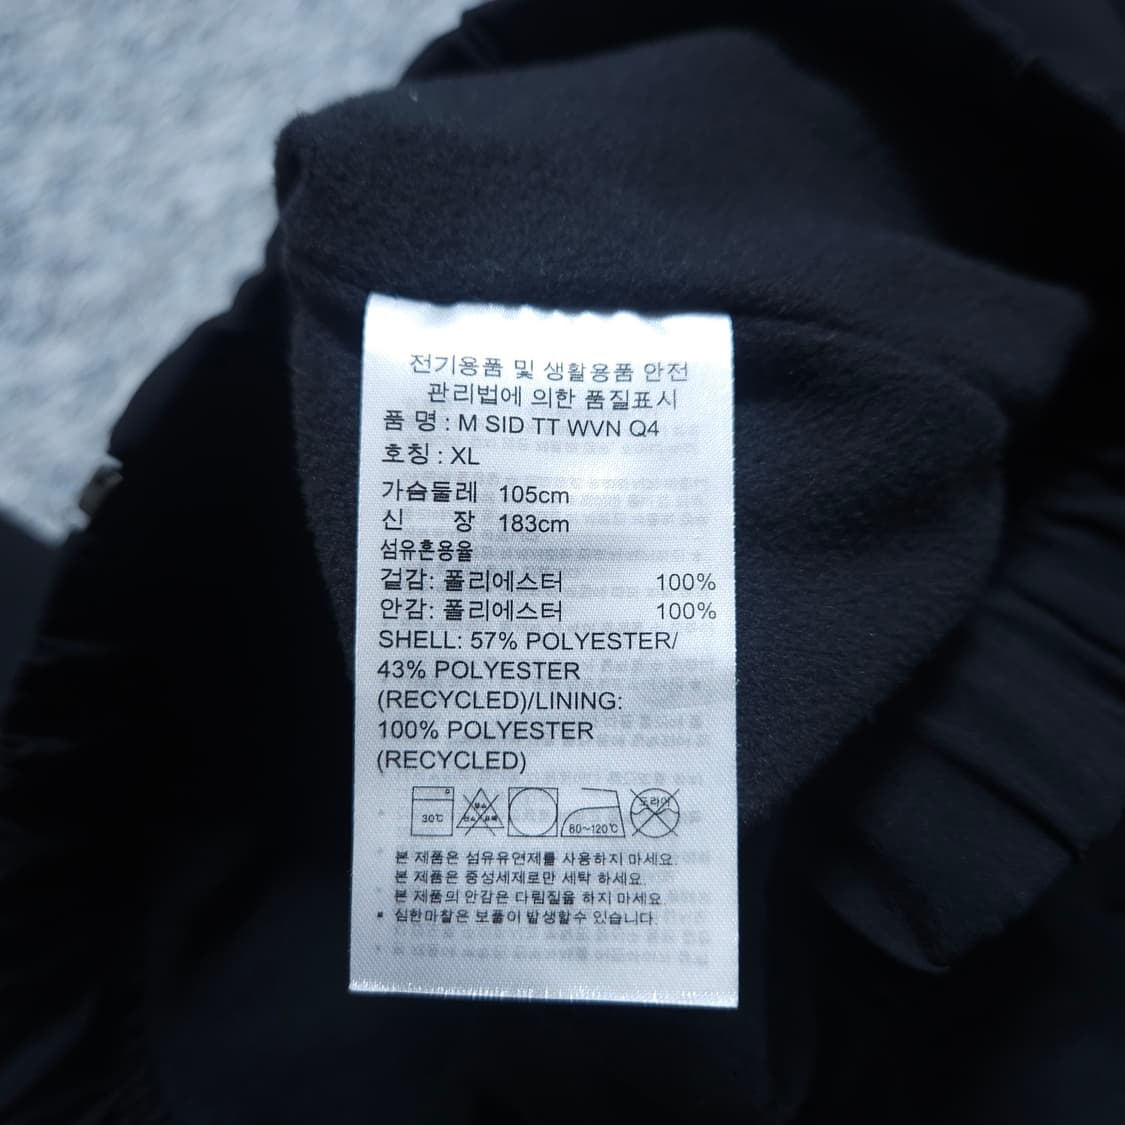 전기용품 및 생활용품 안전
관리법에 의한 품질표시
품 명 : M SID TT WVN Q4
호칭 : XL
가슴둘레 105cm
신 장 183cm
섬유혼용율
겉감: 폴리에스터 100%
안감: 폴리에스터 100%
SHELL: 57% POLYESTER/
43% POLYESTER
(RECYCLED)/LINING:
100% POLYESTER
(RECYCLED)
30℃ 80~120℃ 드라이
본 제품은 섬유유연제를 사용하지 마세요.
본 제품은 중성세제로만 세탁 하세요.
본 제품의 안감은 다림질을 하지 마세요.
* 심한마찰은 보풀이 발생할수 있습니다.